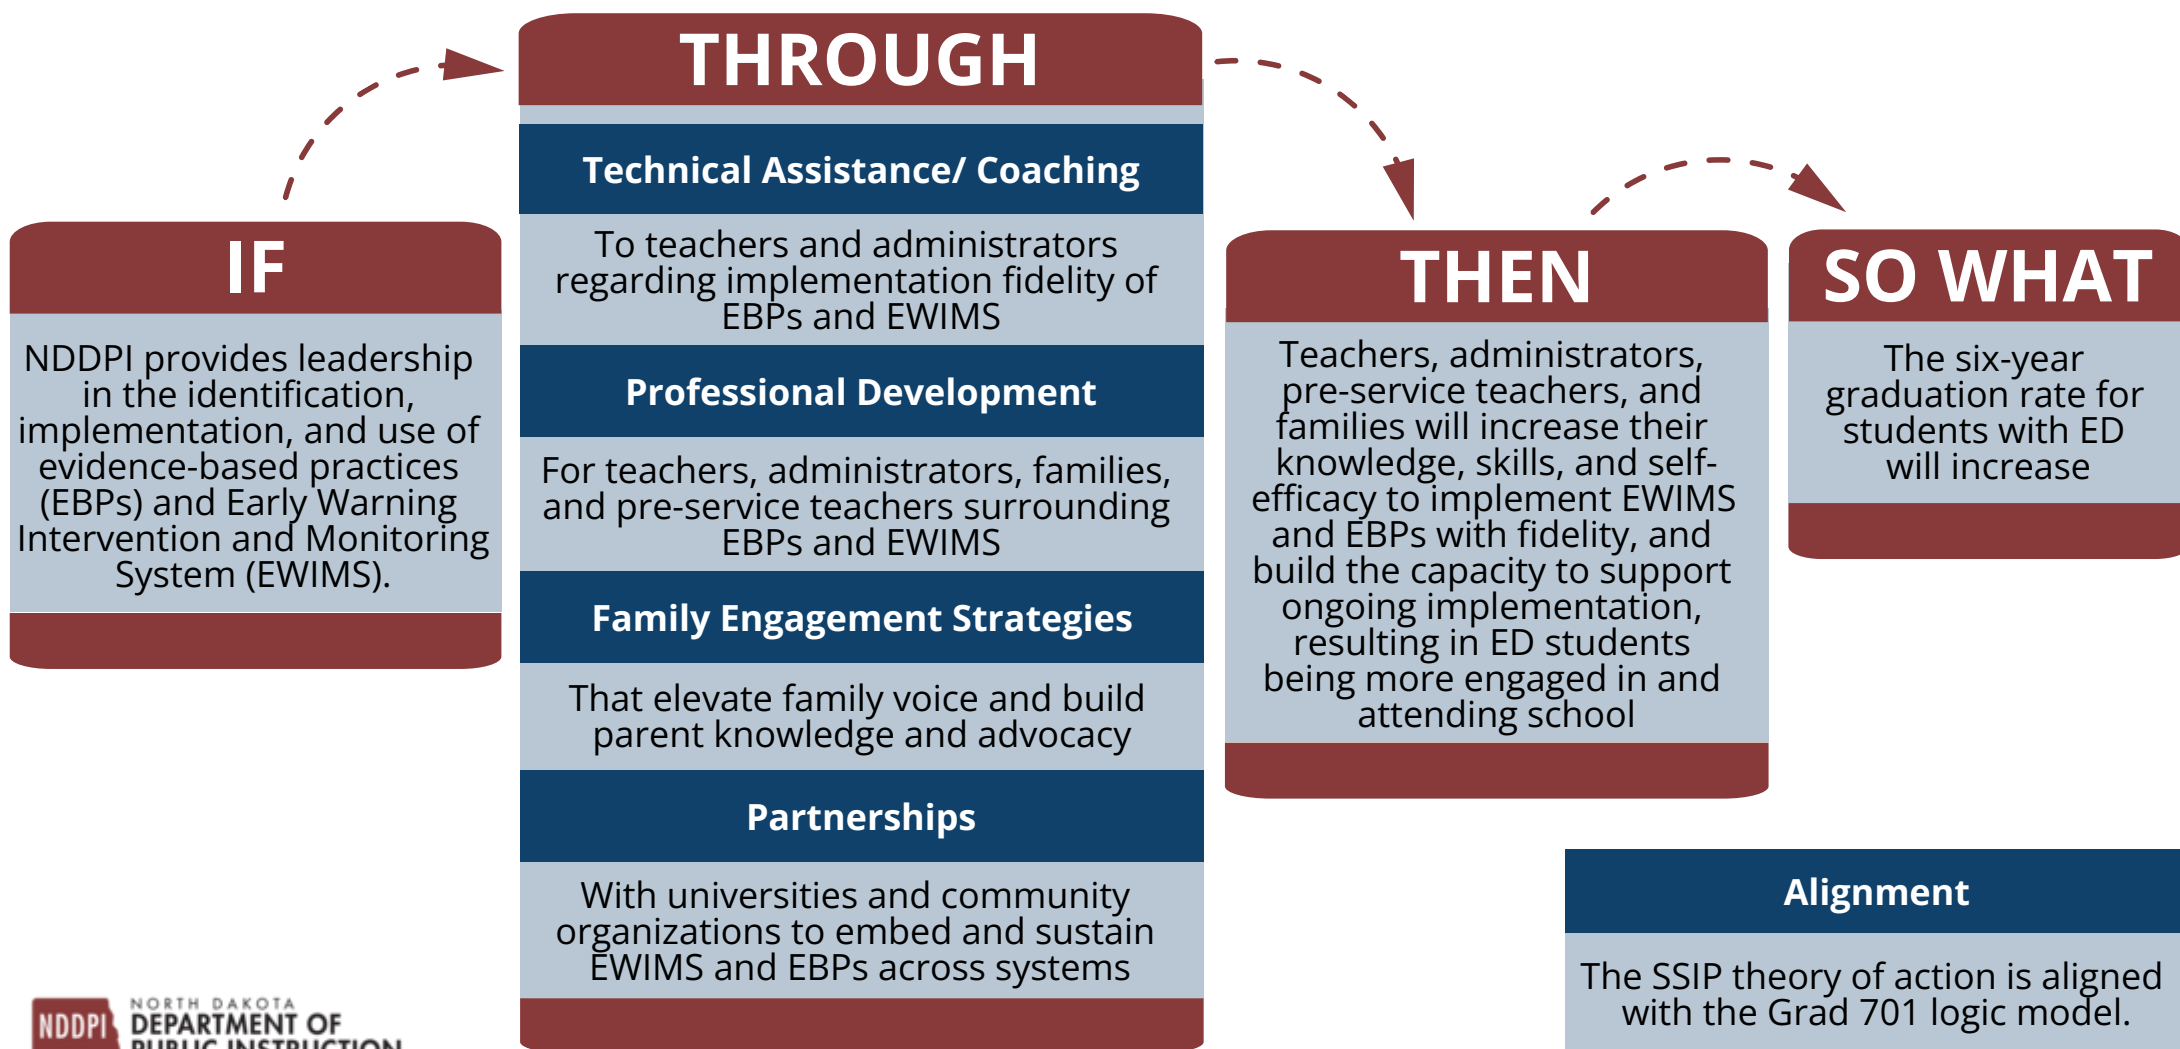 IF
NDDPI provides leadership
in the identification,
implementation, and use of
evidence-based practices
(EBPs) and Early Warning
Intervention and Monitoring
System (EWIMS).
THROUGH
Technical Assistance/ Coaching
To teachers and administrators
regarding implementation fidelity of
EBPs and EWIMS
Professional Development
For teachers, administrators, families,
and pre-service teachers surrounding
EBPs and EWIMS
Family Engagement Strategies
That elevate family voice and build
parent knowledge and advocacy
Partnerships
With universities and community
organizations to embed and sustain
EWIMS and EBPs across systems
THEN
Teachers, administrators,
pre-service teachers, and
families will increase their
knowledge, skills, and self-
efficacy to implement EWIMS
and EBPs with fidelity, and
build the capacity to support
ongoing implementation,
resulting in ED students
being more engaged in and
attending school
SO WHAT
The six-year
graduation rate for
students with ED
will increase
Alignment
The SSIP theory of action is aligned
with the Grad 701 logic model.
NDDPI
NORTH DAKOTA
DEPARTMENT OF
PUBLIC INSTRUCTION